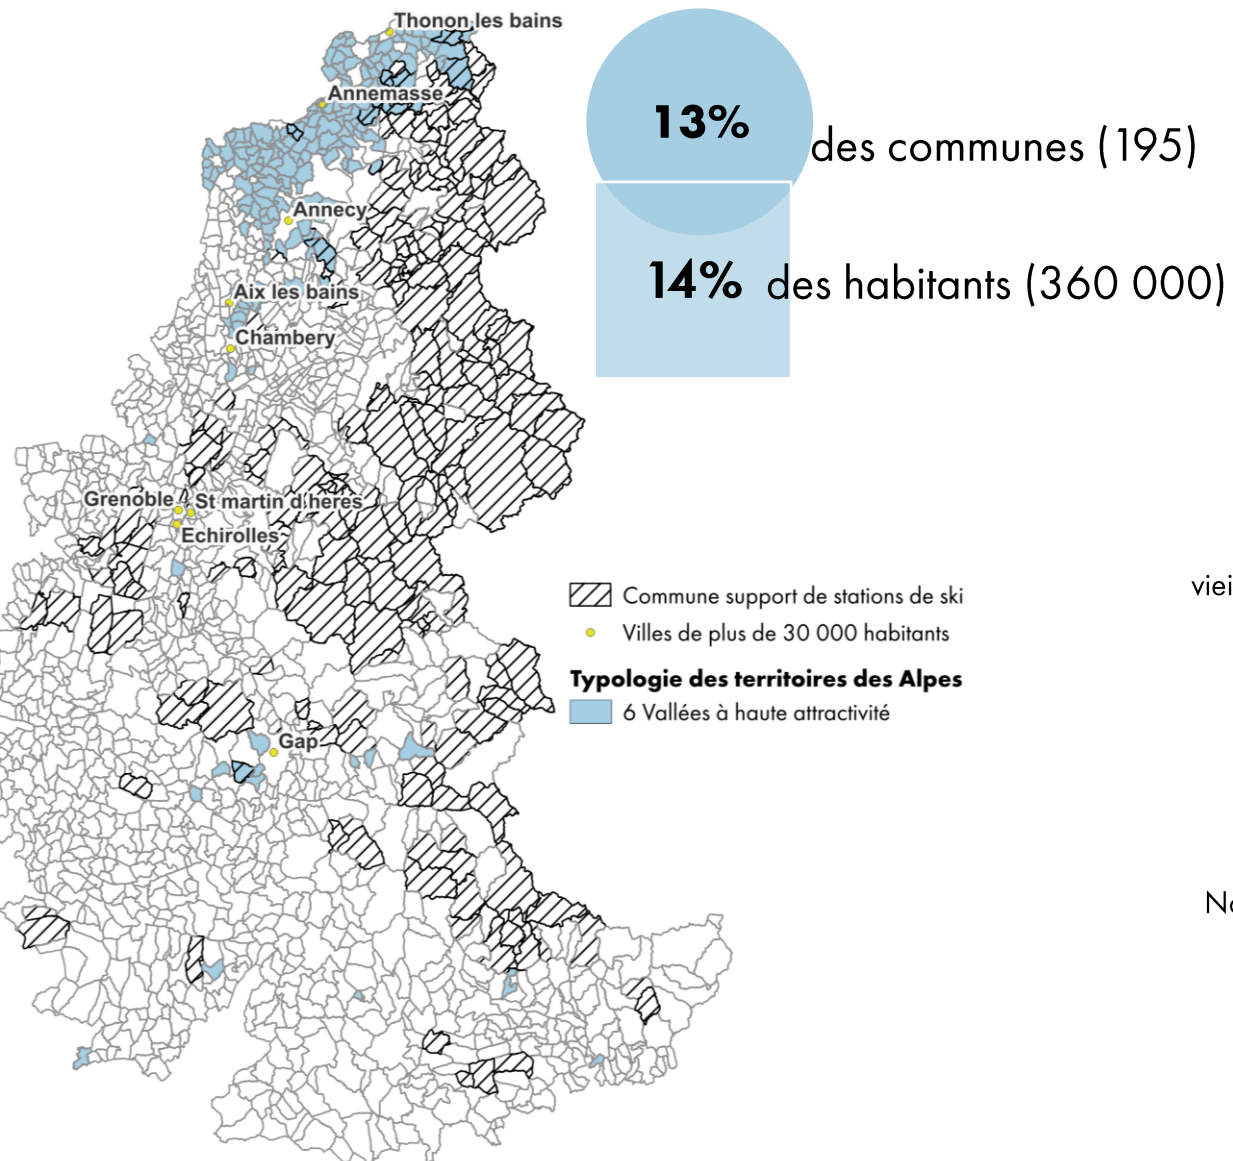 Thonon les bains
Annemasse
Annecy
Aix les bains
Chambery
Grenoble
St martin d'heres
Echirolles
Gap
13%
des communes (195)
14% des habitants (360 000)
Commune support de stations de ski
Villes de plus de 30 000 habitants
Typologie des territoires des Alpes
6 Vallées à haute attractivité